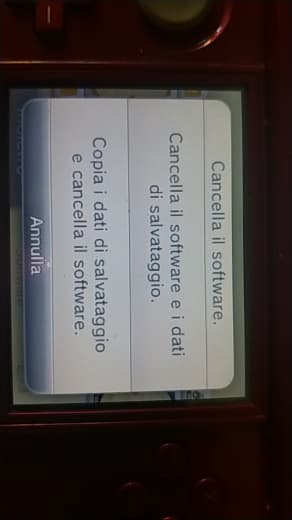 Cancella il software.
Cancella il software e i dati
di salvataggio.
Copia i dati di salvataggio
e cancella il software.
Annulla